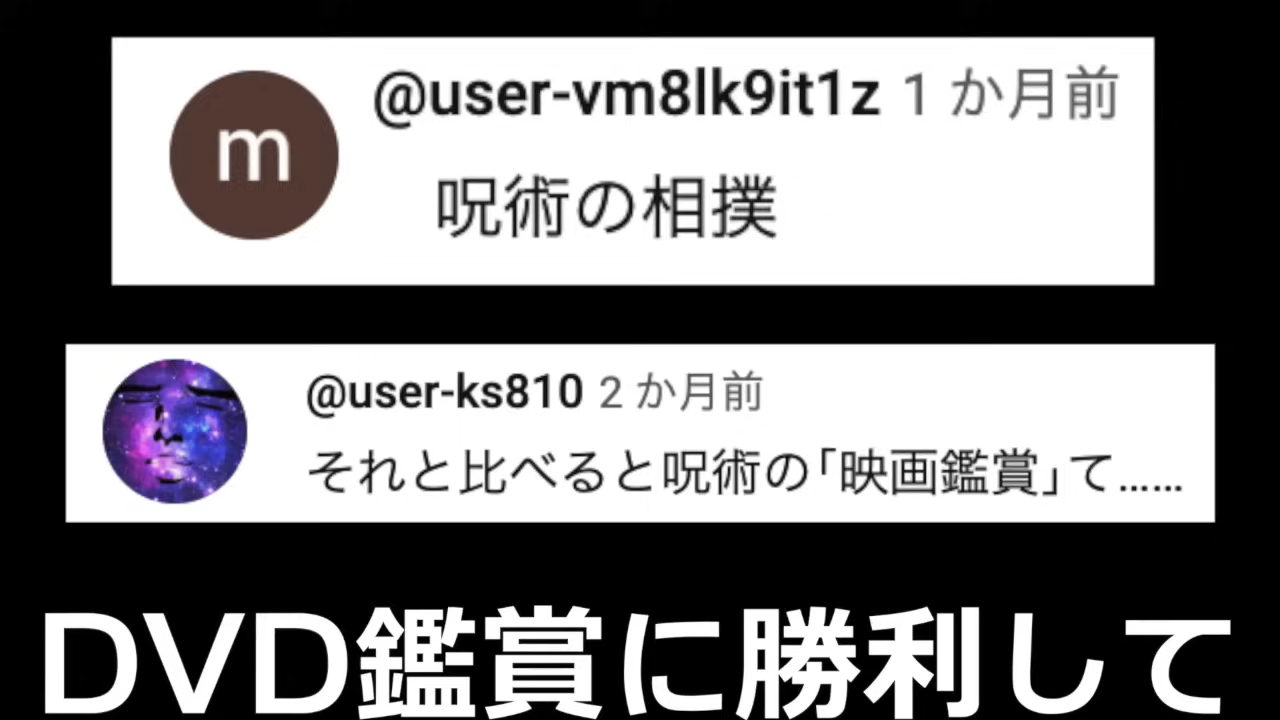 m
@user-vm8lk9it1z 1 か月前
呪術の相撲
@user-ks810 2 か月前
それと比べると呪術の「映画鑑賞」て……
DVD鑑賞に勝利して